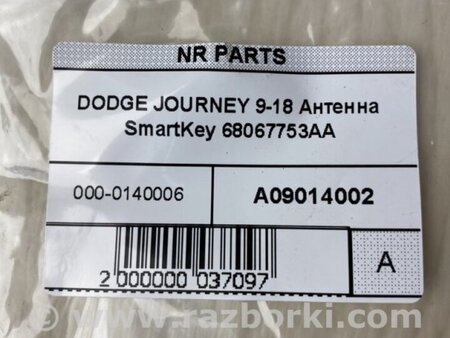 NR PARTS
DODGE JOURNEY 9-18 Антенна
SmartKey 68067753AA
000-0140006
A09014002
2 000000 037097
A
www.razborki.com